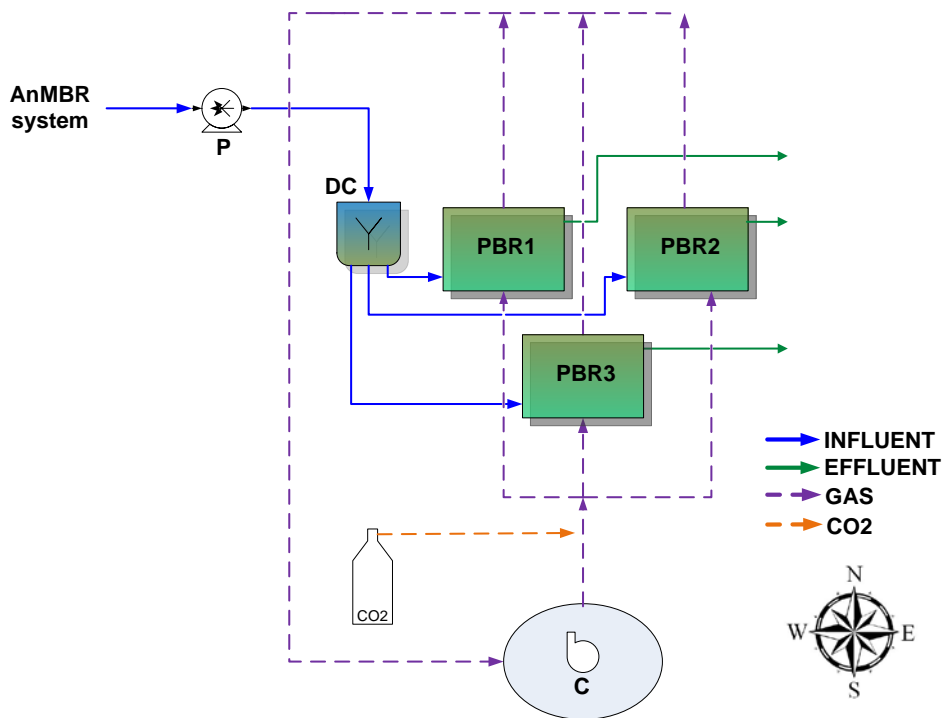 AnMBR
system
P
DC
PBR1
PBR2
PBR3
INFLUENT
EFFLUENT
GAS
CO2
CO2
C
N
W
E
S